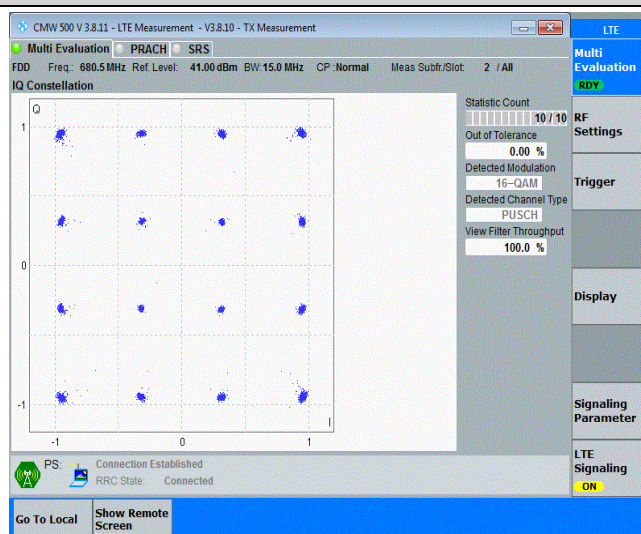 CMW 500 V 3.8.11 - LTE Measurement - V3.8.10 - TX Measurement
LTE
Multi Evaluation PRACH SRS
FDD Freq.: 680.5 MHz Ref. Level: 41.00 dBm BW: 15.0 MHz CP : Normal Meas Subfr./Slot: 2 / All
IQ Constellation
Q
1
0
-1
-1 0 1
I
Statistic Count
10 / 10
Out of Tolerance
0.00 %
Detected Modulation
16-QAM
Detected Channel Type
PUSCH
View Filter Throughput
100.0 %
Multi
Evaluation
RDY
RF
Settings
Trigger
Display
Signaling
Parameter
LTE
Signaling
ON
PS: Connection Established
RRC State: Connected
Go To Local
Show Remote
Screen